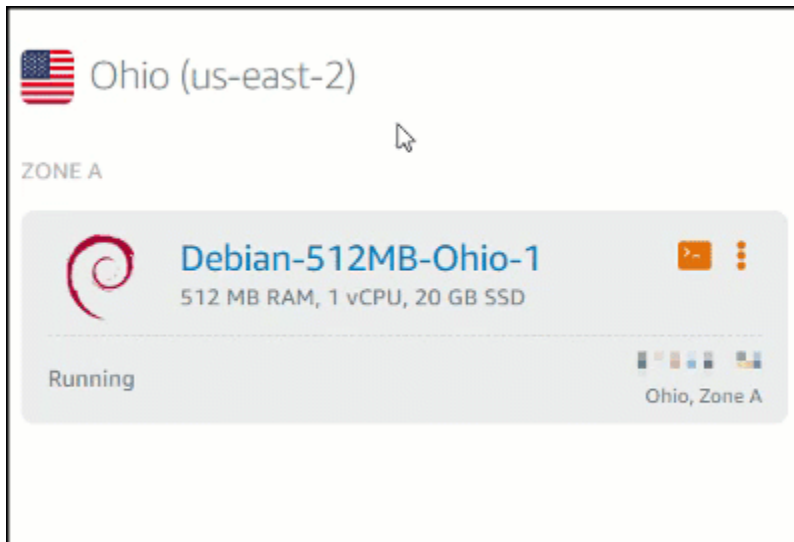 Ohio (us-east-2)
ZONE A
Debian-512MB-Ohio-1
512 MB RAM, 1 vCPU, 20 GB SSD
Running
Ohio, Zone A